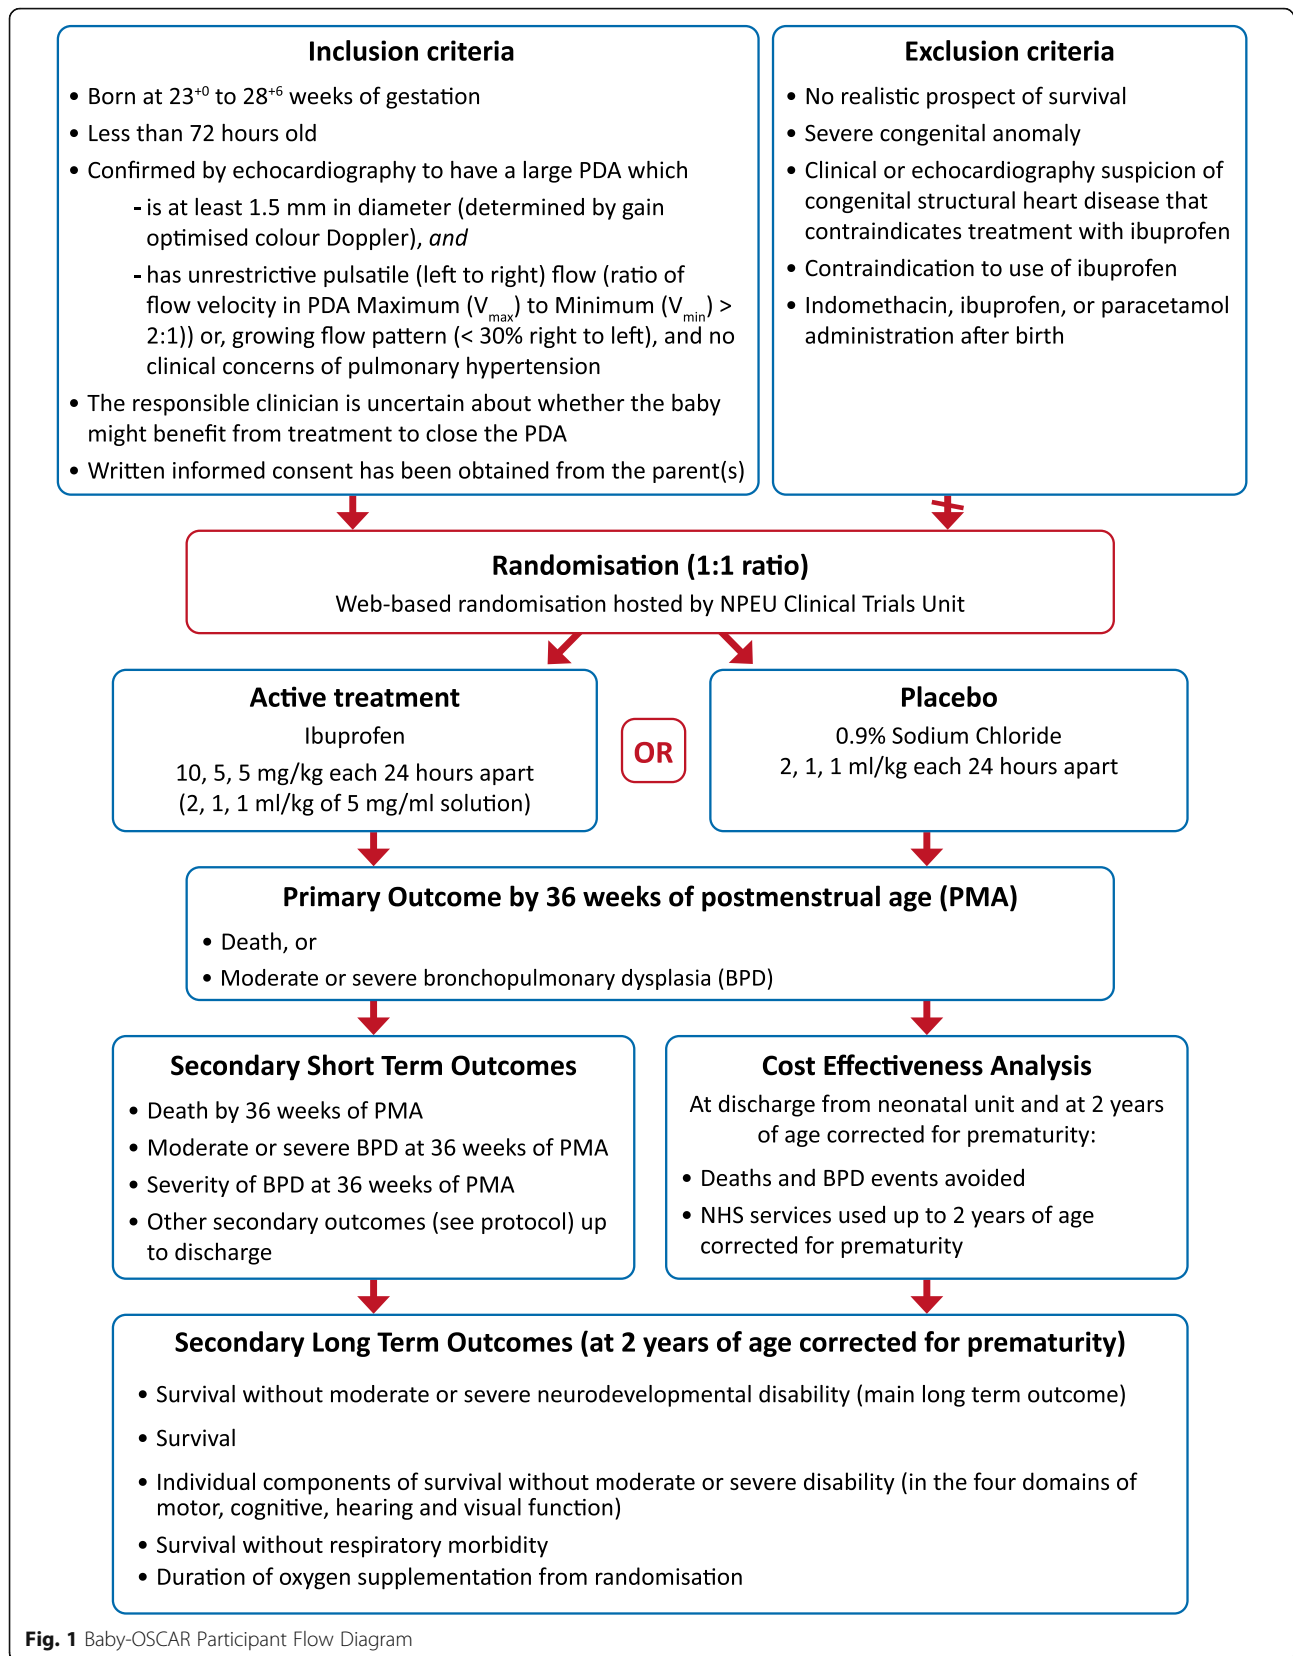 Inclusion criteria
• Born at 23+0 to 28+6 weeks of gestation
• Less than 72 hours old
• Confirmed by echocardiography to have a large PDA which
- is at least 1.5 mm in diameter (determined by gain
optimised colour Doppler), and
- has unrestrictive pulsatile (left to right) flow (ratio of
flow velocity in PDA Maximum (Vmax) to Minimum (Vmin) >
2:1)) or, growing flow pattern (< 30% right to left), and no
clinical concerns of pulmonary hypertension
• The responsible clinician is uncertain about whether the baby
might benefit from treatment to close the PDA
• Written informed consent has been obtained from the parent(s)
Exclusion criteria
• No realistic prospect of survival
• Severe congenital anomaly
• Clinical or echocardiography suspicion of
congenital structural heart disease that
contraindicates treatment with ibuprofen
• Contraindication to use of ibuprofen
• Indomethacin, ibuprofen, or paracetamol
administration after birth
Randomisation (1:1 ratio)
Web-based randomisation hosted by NPEU Clinical Trials Unit
Active treatment
Ibuprofen
10, 5, 5 mg/kg each 24 hours apart
(2, 1, 1 ml/kg of 5 mg/ml solution)
OR
Placebo
0.9% Sodium Chloride
2, 1, 1 ml/kg each 24 hours apart
Primary Outcome by 36 weeks of postmenstrual age (PMA)
• Death, or
• Moderate or severe bronchopulmonary dysplasia (BPD)
Secondary Short Term Outcomes
• Death by 36 weeks of PMA
• Moderate or severe BPD at 36 weeks of PMA
• Severity of BPD at 36 weeks of PMA
• Other secondary outcomes (see protocol) up
to discharge
Cost Effectiveness Analysis
At discharge from neonatal unit and at 2 years
of age corrected for prematurity:
• Deaths and BPD events avoided
• NHS services used up to 2 years of age
corrected for prematurity
Secondary Long Term Outcomes (at 2 years of age corrected for prematurity)
• Survival without moderate or severe neurodevelopmental disability (main long term outcome)
• Survival
• Individual components of survival without moderate or severe disability (in the four domains of
motor, cognitive, hearing and visual function)
• Survival without respiratory morbidity
• Duration of oxygen supplementation from randomisation
Fig. 1 Baby-OSCAR Participant Flow Diagram